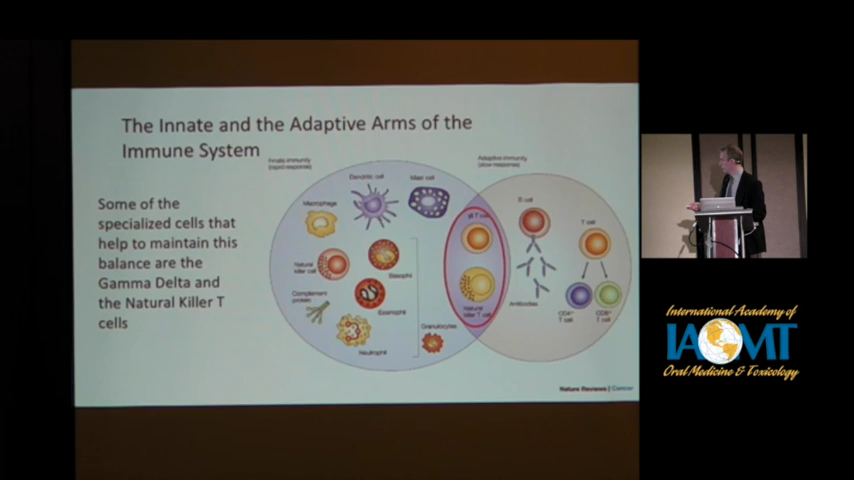 The Innate and the Adaptive Arms of the
Immune System
Innate immunity
(rapid response)
Adaptive immunity
(slow response)
Some of the
specialized cells that
help to maintain this
balance are the
Gamma Delta and
the Natural Killer T
cells
Dendritic cell
Mast cell
Macrophage
B cell
T cell
Natural
killer cell
Complement
protein
Eosinophil
Granulocytes
Neutrophil
Natural
killer T cell
Antibodies
CD4+
T cell
CD8+
T cell
Nature Reviews | Cancer
International Academy of
IAOMT
Oral Medicine & Toxicology